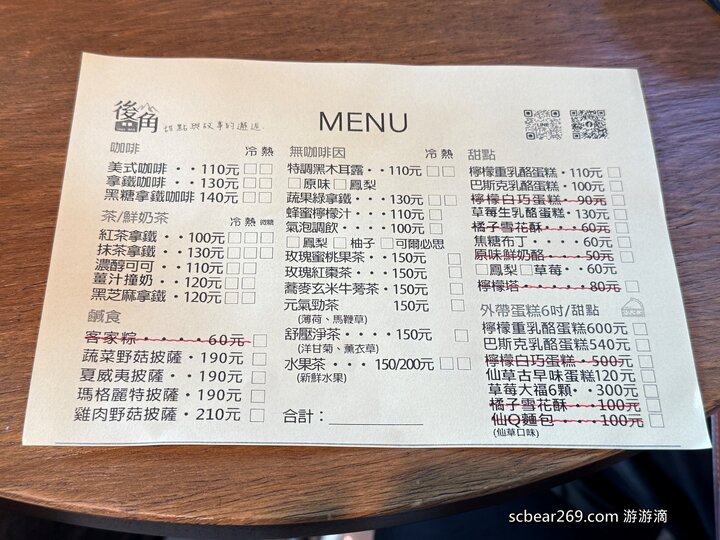 後角
甜點與故事的邂逅
MENU
LINE
咖啡 冷 熱
美式咖啡・・110元
拿鐵咖啡・・130元
黑糖拿鐵咖啡 140元
茶/鮮奶茶 冷 熱 微糖
紅茶拿鐵・・100元
抹茶拿鐵・・130元
濃醇可可・・110元
薑汁撞奶・・120元
黑芝麻拿鐵・120元
鹹食
客家粽・・・・60元
蔬菜野菇披薩・190元
夏威夷披薩・・190元
瑪格麗特披薩・190元
雞肉野菇披薩・210元
無咖啡因 冷 熱
特調黑木耳露・・110元
□原味 □鳳梨
蔬果綠拿鐵・・・130元
蜂蜜檸檬汁・・・110元
氣泡調飲・・・・100元
□鳳梨 □柚子 □可爾必思
玫瑰蜜桃果茶・・150元
玫瑰紅棗茶・・・150元
蕎麥玄米牛蒡茶・150元
元氣勁茶 150元
(薄荷、馬鞭草)
舒壓淨茶・・・・150元
(洋甘菊、薰衣草)
水果茶・・・150/200元
(新鮮水果)
合計：
甜點
檸檬重乳酪蛋糕・110元
巴斯克乳酪蛋糕・100元
檸檬白巧蛋糕・・90元
草莓生乳酪蛋糕・130元
橘子雪花酥・・・60元
焦糖布丁・・・・60元
原味鮮奶酪・・・50元
□鳳梨□草莓・・60元
檸檬塔・・・・・80元
外帶蛋糕6吋/甜點
檸檬重乳酪蛋糕600元
巴斯克乳酪蛋糕540元
檸檬白巧蛋糕・500元
仙草古早味蛋糕120元
草莓大福6顆・・300元
橘子雪花酥・・・100元
仙Q麵包・・・・100元
(仙草口味)
scbear269.com 游游滴